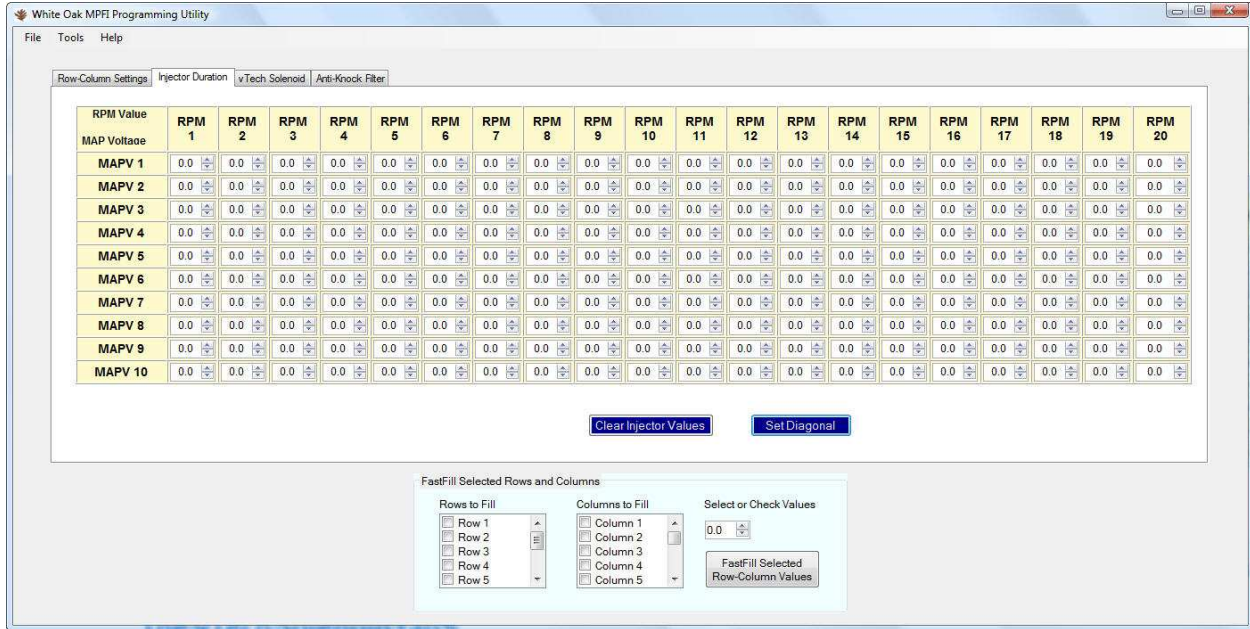 White Oak MPFI Programming Utility
File Tools Help
Row-Column Settings Injector Duration vTech Solenoid Anti-Knock Filter
RPM Value RPM RPM RPM RPM RPM RPM RPM RPM RPM RPM RPM RPM RPM RPM RPM RPM RPM RPM RPM RPM
MAP Voltage 1 2 3 4 5 6 7 8 9 10 11 12 13 14 15 16 17 18 19 20
MAPV 1 0.0 0.0 0.0 0.0 0.0 0.0 0.0 0.0 0.0 0.0 0.0 0.0 0.0 0.0 0.0 0.0 0.0 0.0 0.0 0.0
MAPV 2 0.0 0.0 0.0 0.0 0.0 0.0 0.0 0.0 0.0 0.0 0.0 0.0 0.0 0.0 0.0 0.0 0.0 0.0 0.0 0.0
MAPV 3 0.0 0.0 0.0 0.0 0.0 0.0 0.0 0.0 0.0 0.0 0.0 0.0 0.0 0.0 0.0 0.0 0.0 0.0 0.0 0.0
MAPV 4 0.0 0.0 0.0 0.0 0.0 0.0 0.0 0.0 0.0 0.0 0.0 0.0 0.0 0.0 0.0 0.0 0.0 0.0 0.0 0.0
MAPV 5 0.0 0.0 0.0 0.0 0.0 0.0 0.0 0.0 0.0 0.0 0.0 0.0 0.0 0.0 0.0 0.0 0.0 0.0 0.0 0.0
MAPV 6 0.0 0.0 0.0 0.0 0.0 0.0 0.0 0.0 0.0 0.0 0.0 0.0 0.0 0.0 0.0 0.0 0.0 0.0 0.0 0.0
MAPV 7 0.0 0.0 0.0 0.0 0.0 0.0 0.0 0.0 0.0 0.0 0.0 0.0 0.0 0.0 0.0 0.0 0.0 0.0 0.0 0.0
MAPV 8 0.0 0.0 0.0 0.0 0.0 0.0 0.0 0.0 0.0 0.0 0.0 0.0 0.0 0.0 0.0 0.0 0.0 0.0 0.0 0.0
MAPV 9 0.0 0.0 0.0 0.0 0.0 0.0 0.0 0.0 0.0 0.0 0.0 0.0 0.0 0.0 0.0 0.0 0.0 0.0 0.0 0.0
MAPV 10 0.0 0.0 0.0 0.0 0.0 0.0 0.0 0.0 0.0 0.0 0.0 0.0 0.0 0.0 0.0 0.0 0.0 0.0 0.0 0.0
Clear Injector Values Set Diagonal
FastFill Selected Rows and Columns
Rows to Fill Columns to Fill Select or Check Values
Row 1 Column 1
Row 2 Column 2 0.0
Row 3 Column 3
Row 4 Column 4 FastFill Selected
Row 5 Column 5 Row-Column Values